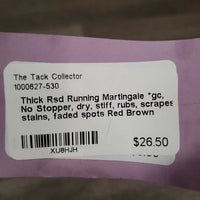 The Tack Collector
1000627-530
Thick Rsd Running Martingale *gc,
No Stopper, dry, stiff, rubs, scrapes
stains, faded spots Red Brown
XU8HJH
$26.50